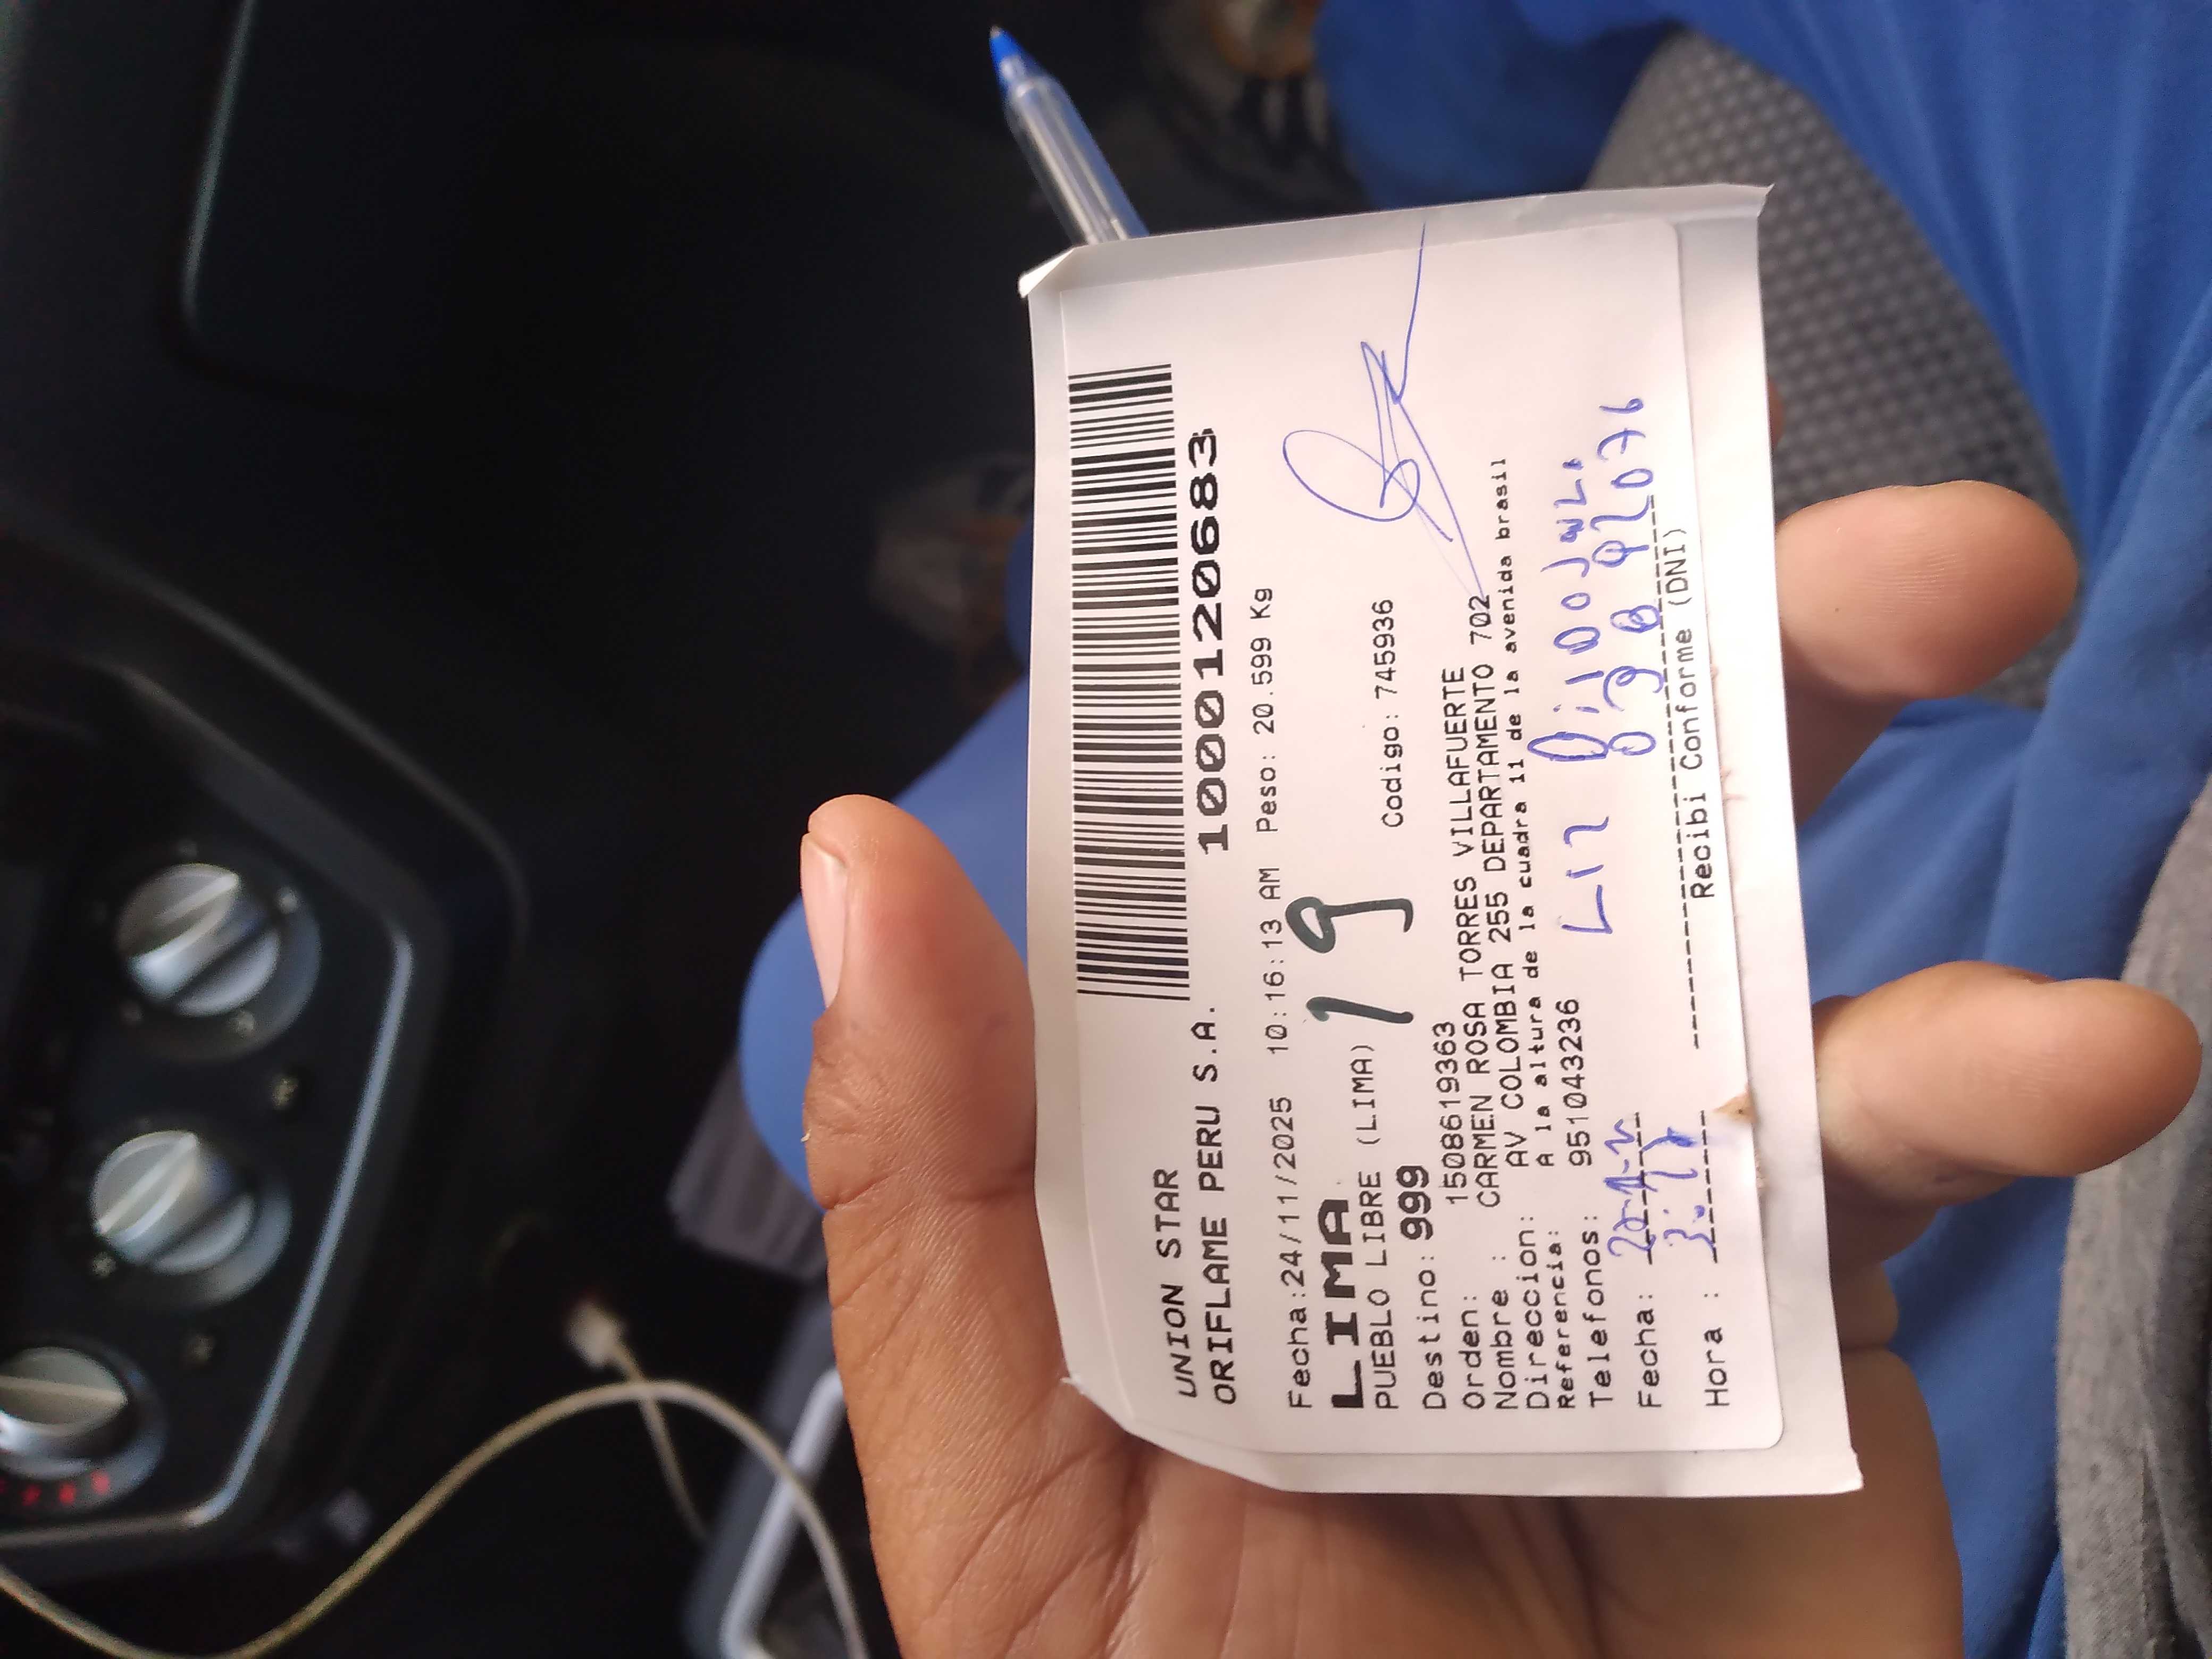 UNION STAR
ORIFLAME PERU S.A. 1000120683
Fecha:24/11/2025 10:16:13 AM Peso: 20.599 Kg
LIMA
PUEBLO LIBRE (LIMA) 19
Destino: 999 Codigo: 745936
Orden: 15086619363
Nombre : CARMEN ROSA TORRES VILLAFUERTE
Direccion: AV COLOMBIA 255 DEPARTAMENTO 702
Referencia: A la altura de la cuadra 11 de la avenida brasil
Telefonos: 951043236
Liz
Fecha:
Hora :
Recibi Conforme (DNI)